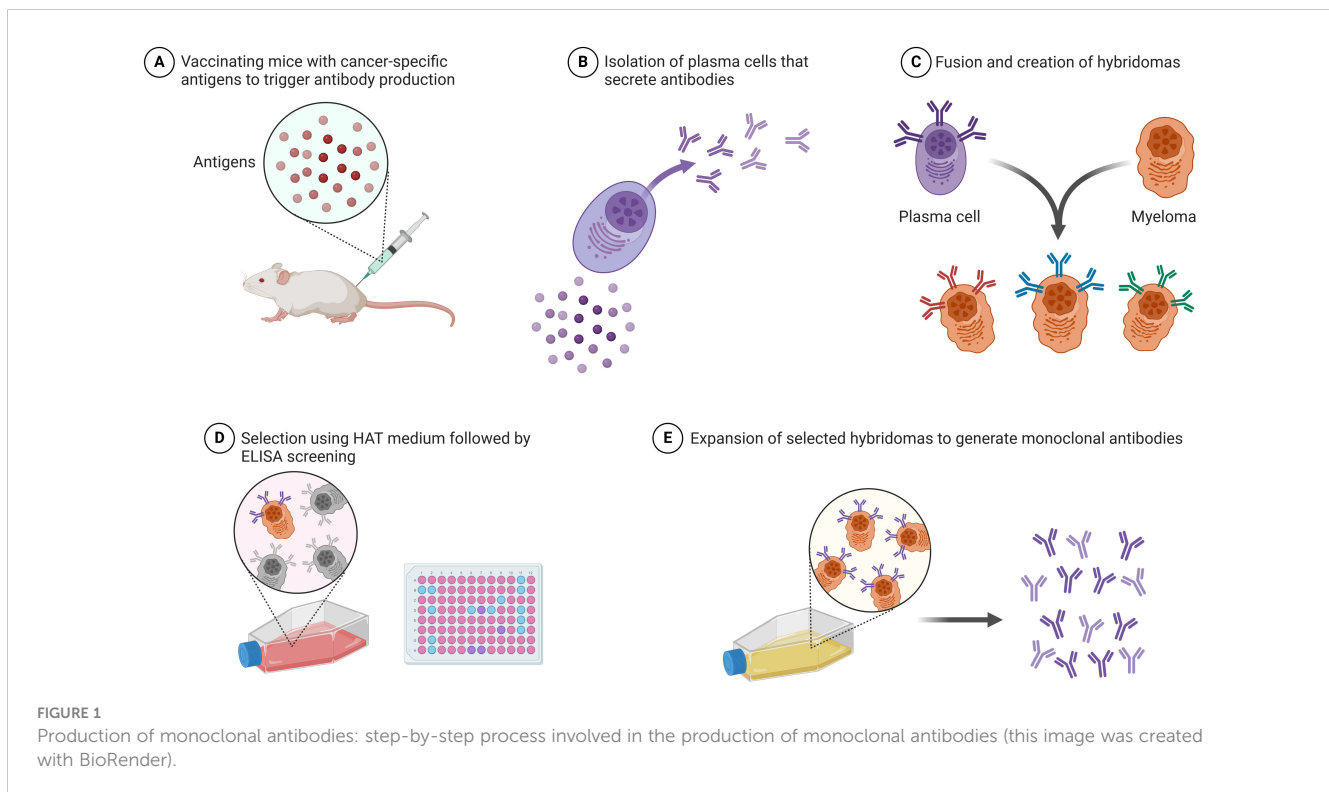 A Vaccinating mice with cancer-specific
antigens to trigger antibody production
Antigens
B Isolation of plasma cells that
secrete antibodies
C Fusion and creation of hybridomas
Plasma cell
Myeloma
D Selection using HAT medium followed by
ELISA screening
E Expansion of selected hybridomas to generate monoclonal antibodies
FIGURE 1
Production of monoclonal antibodies: step-by-step process involved in the production of monoclonal antibodies (this image was created
with BioRender).